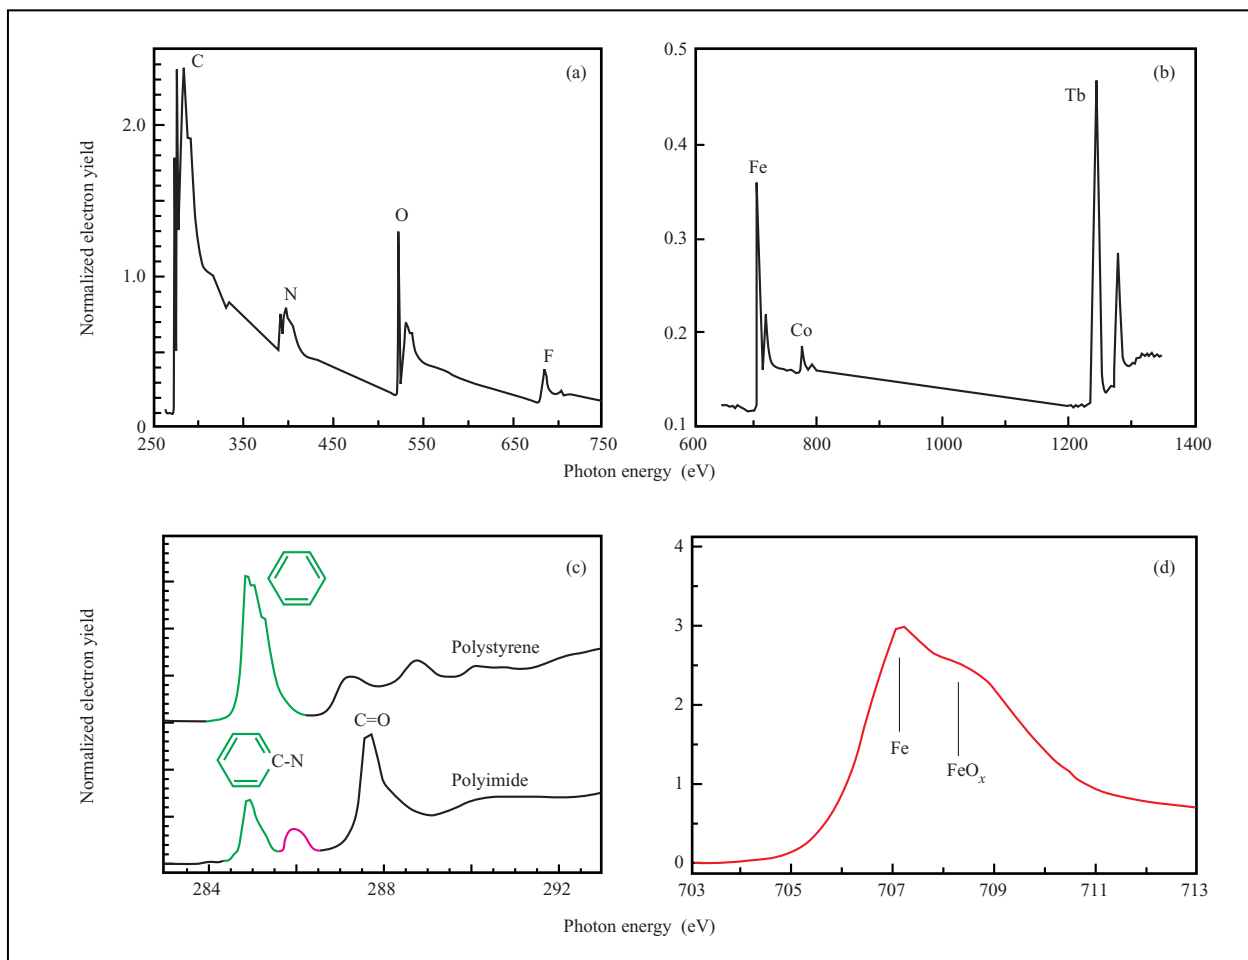 (a)
C
N
O
F
2.0
1.0
0
250
350
450
550
650
750
Normalized electron yield
(b)
Fe
Co
Tb
0.5
0.4
0.3
0.2
0.1
600
800
1000
1200
1400
Photon energy (eV)
(c)
Polystyrene
C=O
C-N
Polyimide
284
288
292
Normalized electron yield
(d)
Fe
FeOx
4
3
2
1
0
703
705
707
709
711
713
Photon energy (eV)